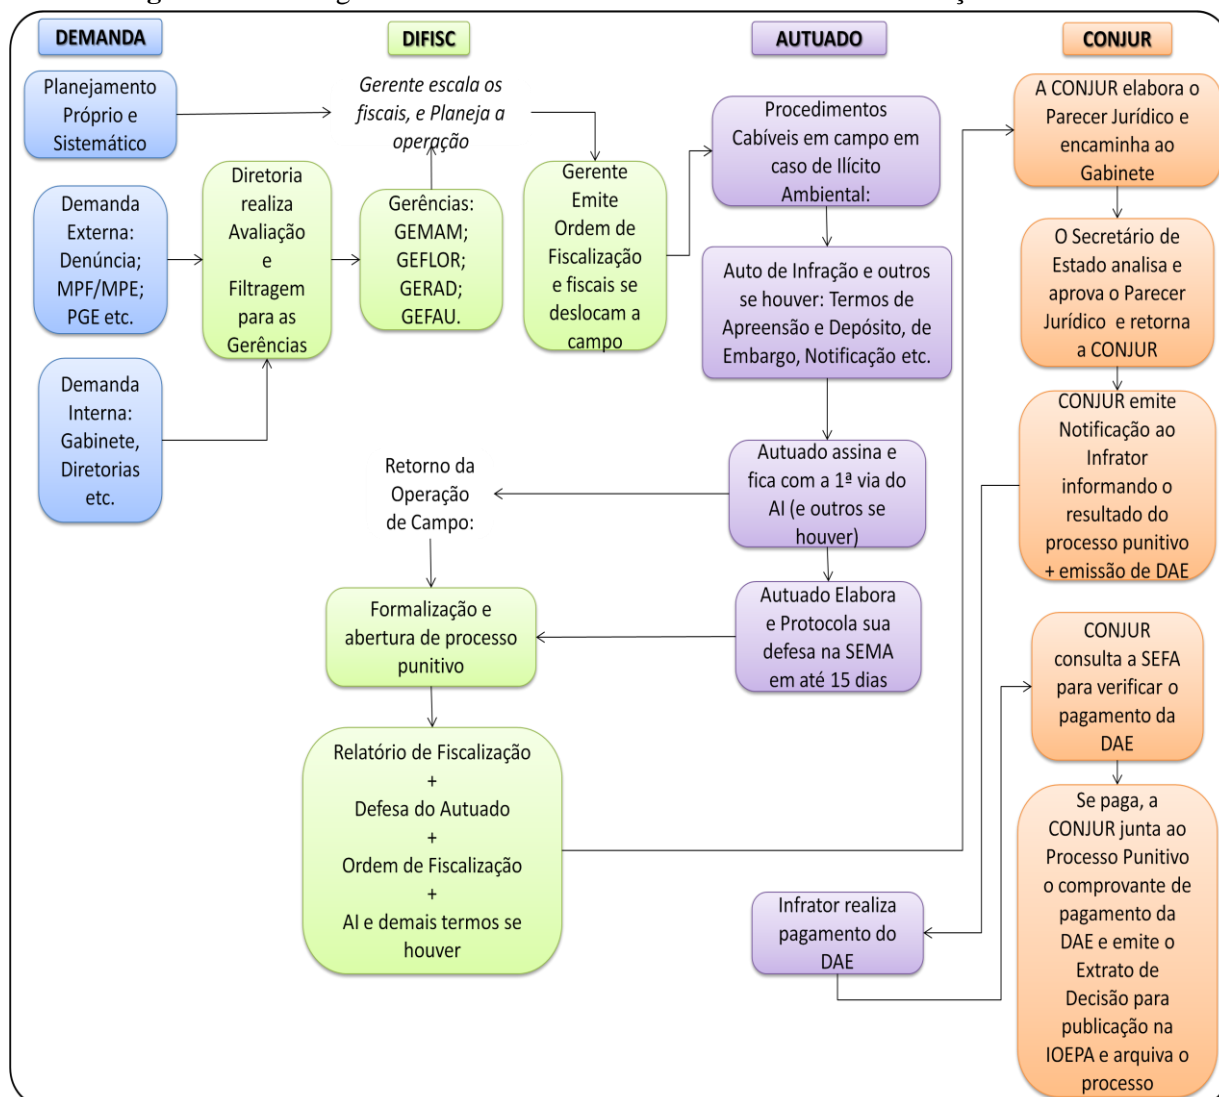 DEMANDA
Planejamento
Próprio e
Sistemático
Demanda
Externa:
Denúncia;
MPF/MPE;
PGE etc.
Demanda
Interna:
Gabinete,
Diretorias
etc.
DIFISC
Gerente escala os
fiscais, e Planeja a
operação
Diretoria
realiza
Avaliação
e
Filtragem
para as
Gerências
Gerências:
GEMAM;
GEFLOR;
GERAD;
GEFAU.
Gerente
Emite
Ordem de
Fiscalização
e fiscais se
deslocam a
campo
Retorno da
Operação
de Campo:
Formalização e
abertura de processo
punitivo
Relatório de Fiscalização
+
Defesa do Autuado
+
Ordem de Fiscalização
+
AI e demais termos se
houver
AUTUADO
Procedimentos
Cabíveis em campo em
caso de Ilícito
Ambiental:
Auto de Infração e outros
se houver: Termos de
Apreensão e Depósito, de
Embargo, Notificação etc.
Autuado assina e
fica com a 1ª via do
AI (e outros se
houver)
Autuado Elabora
e Protocola sua
defesa na SEMA
em até 15 dias
Infrator realiza
pagamento do
DAE
CONJUR
A CONJUR elabora o
Parecer Jurídico e
encaminha ao
Gabinete
O Secretário de
Estado analisa e
aprova o Parecer
Jurídico e retorna
a CONJUR
CONJUR emite
Notificação ao
Infrator
informando o
resultado do
processo punitivo
+ emissão de DAE
CONJUR
consulta a SEFA
para verificar o
pagamento da
DAE
Se paga, a
CONJUR junta ao
Processo Punitivo
o comprovante de
pagamento da
DAE e emite o
Extrato de
Decisão para
publicação na
IOEPA e arquiva o
processo